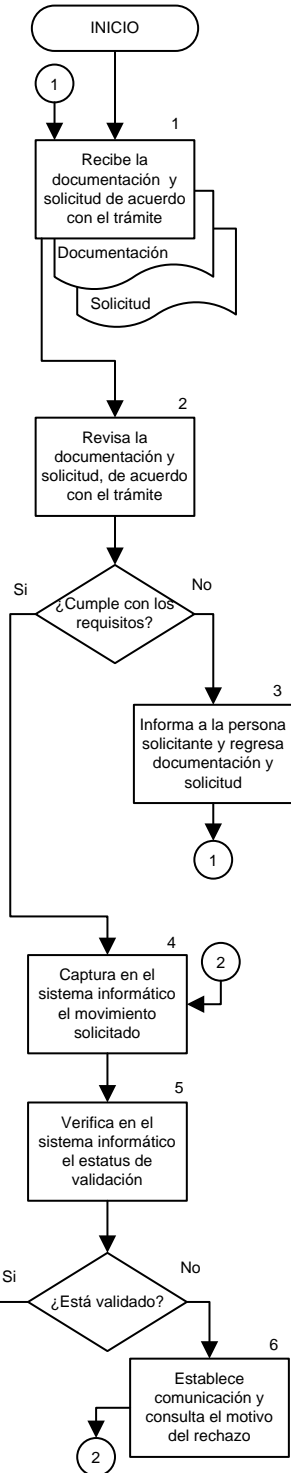 INICIO
1
1
Recibe la
documentación y
solicitud de acuerdo
con el trámite
Documentación
Solicitud
2
Revisa la
documentación y
solicitud, de acuerdo
con el trámite
Si
No
¿Cumple con los
requisitos?
3
Informa a la persona
solicitante y regresa
documentación y
solicitud
1
4
2
Captura en el
sistema informático
el movimiento
solicitado
5
Verifica en el
sistema informático
el estatus de
validación
Si
No
¿Está validado?
6
Establece
comunicación y
consulta el motivo
del rechazo
2